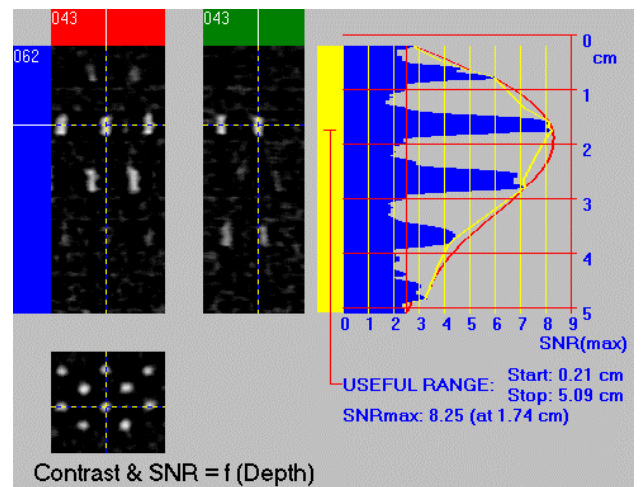 043
043
062
0
cm
1
2
3
4
5
0 1 2 3 4 5 6 7 8 9
SNR(max)
USEFUL RANGE: Start: 0.21 cm
Stop: 5.09 cm
SNRmax: 8.25 (at 1.74 cm)
Contrast & SNR = f (Depth)